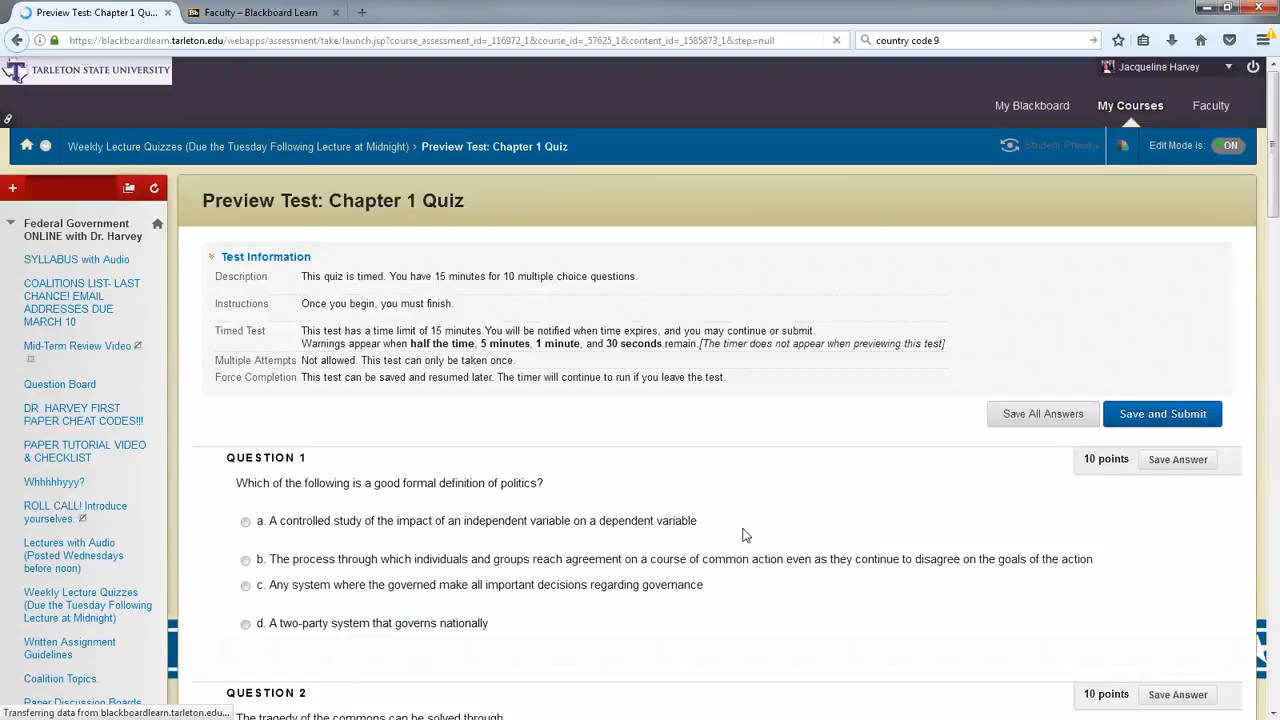 Preview Test: Chapter 1 Qu... ×
Bb Faculty – Blackboard Learn ×
+
https://blackboardlearn.tarleton.edu/webapps/assessment/take/launch.jsp?course_assessment_id=_116972_1&course_id=_57625_1&content_id=_1585873_1&step=null
country code 9
TARLETON STATE UNIVERSITY
Jacqueline Harvey
My Blackboard
My Courses
Faculty
Weekly Lecture Quizzes (Due the Tuesday Following Lecture at Midnight) › Preview Test: Chapter 1 Quiz
Student Preview
Edit Mode is: ON
Federal Government
ONLINE with Dr. Harvey
SYLLABUS with Audio
COALITIONS LIST- LAST
CHANCE! EMAIL
ADDRESSES DUE
MARCH 10
Mid-Term Review Video
Question Board
DR. HARVEY FIRST
PAPER CHEAT CODES!!!
PAPER TUTORIAL VIDEO
& CHECKLIST
Whhhhyyy?
ROLL CALL! Introduce
yourselves.
Lectures with Audio
(Posted Wednesdays
before noon)
Weekly Lecture Quizzes
(Due the Tuesday Following
Lecture at Midnight)
Written Assignment
Guidelines
Coalition Topics.
Paper Discussion Boards
Preview Test: Chapter 1 Quiz
Test Information
Description This quiz is timed. You have 15 minutes for 10 multiple choice questions.
Instructions Once you begin, you must finish.
Timed Test This test has a time limit of 15 minutes.You will be notified when time expires, and you may continue or submit.
Warnings appear when half the time, 5 minutes, 1 minute, and 30 seconds remain.[The timer does not appear when previewing this test]
Multiple Attempts Not allowed. This test can only be taken once.
Force Completion This test can be saved and resumed later. The timer will continue to run if you leave the test.
Save All Answers
Save and Submit
QUESTION 1
10 points
Save Answer
Which of the following is a good formal definition of politics?
a. A controlled study of the impact of an independent variable on a dependent variable
b. The process through which individuals and groups reach agreement on a course of common action even as they continue to disagree on the goals of the action
c. Any system where the governed make all important decisions regarding governance
d. A two-party system that governs nationally
QUESTION 2
10 points
Save Answer
The tragedy of the commons can be solved through
Transferring data from blackboardlearn.tarleton.edu...